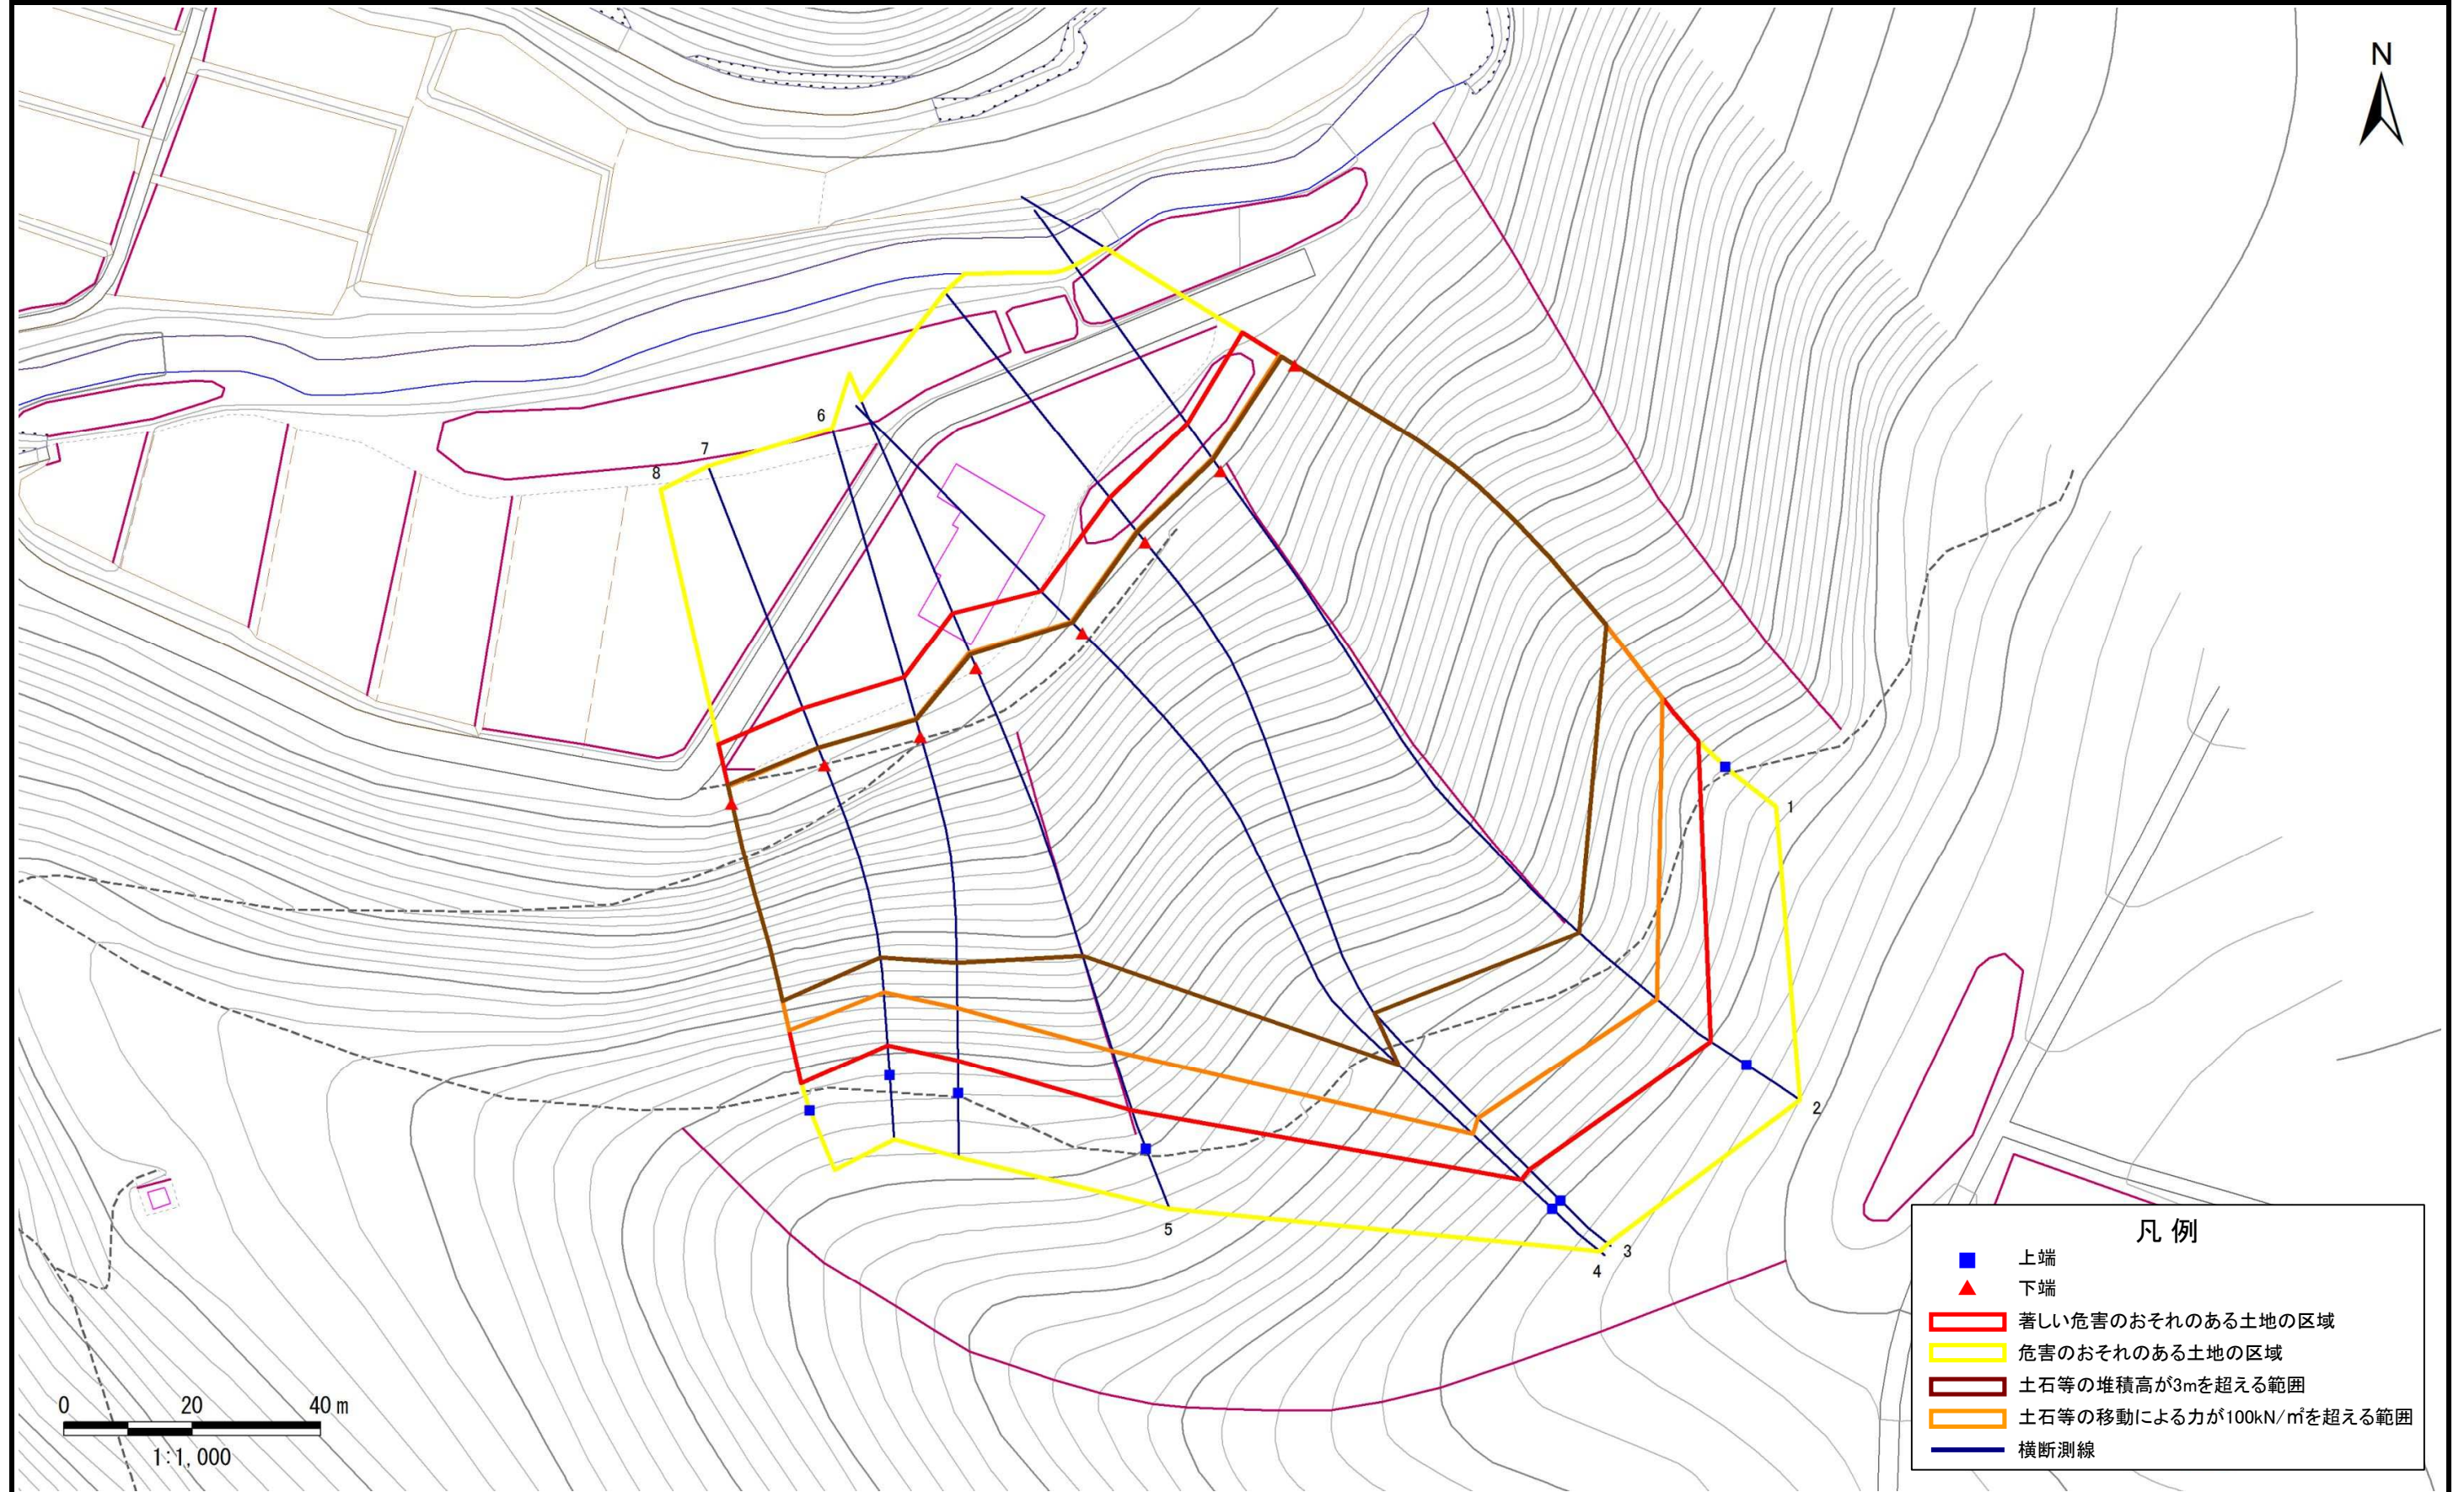 N
6
7
8
1
2
5
3
4
凡 例
上端
下端
著しい危害のおそれのある土地の区域
危害のおそれのある土地の区域
土石等の堆積高が3mを超える範囲
土石等の移動による力が100kN/㎡を超える範囲
横断測線
0 20 40 m
1:1,000